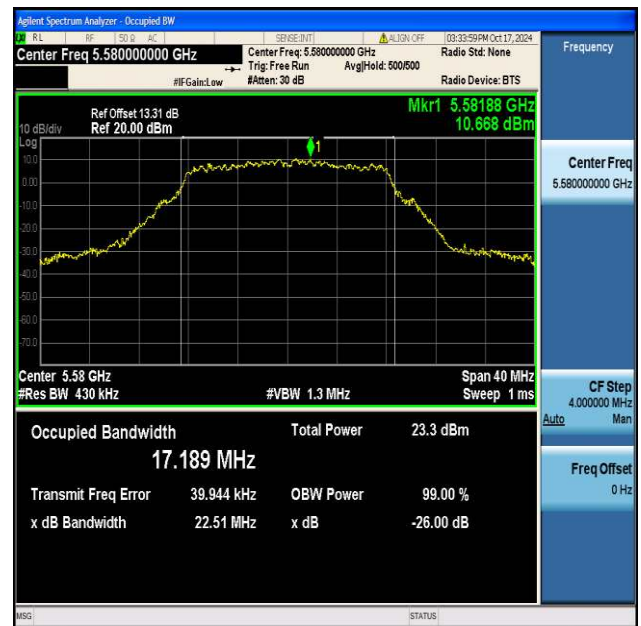 Agilent Spectrum Analyzer - Occupied BW
RL RF 50 Ω AC SENSE:INT ALIGN OFF 03:33:59PM Oct 17, 2024
Center Freq 5.580000000 GHz
Center Freq: 5.580000000 GHz
Radio Std: None
Trig: Free Run Avg|Hold: 500/500
#IFGain:Low
#Atten: 30 dB
Radio Device: BTS
Frequency
Ref Offset 13.31 dB
Mkr1 5.58188 GHz
10 dB/div Ref 20.00 dBm
10.668 dBm
Log
10.0
1
0.00
-10.0
-20.0
-30.0
-40.0
-50.0
-60.0
-70.0
Center Freq
5.580000000 GHz
Center 5.58 GHz
Span 40 MHz
#Res BW 430 kHz
#VBW 1.3 MHz
Sweep 1 ms
CF Step
4.000000 MHz
Auto Man
Occupied Bandwidth
Total Power 23.3 dBm
17.189 MHz
Freq Offset
0 Hz
Transmit Freq Error 39.944 kHz OBW Power 99.00 %
x dB Bandwidth 22.51 MHz x dB -26.00 dB
MSG STATUS